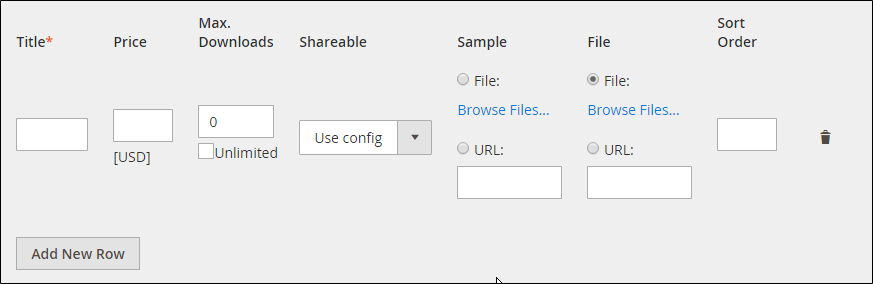 Title* Price Max. Downloads Shareable Sample File Sort Order
File: File:
Browse Files... Browse Files...
0
Use config
[USD] Unlimited URL: URL:
Add New Row